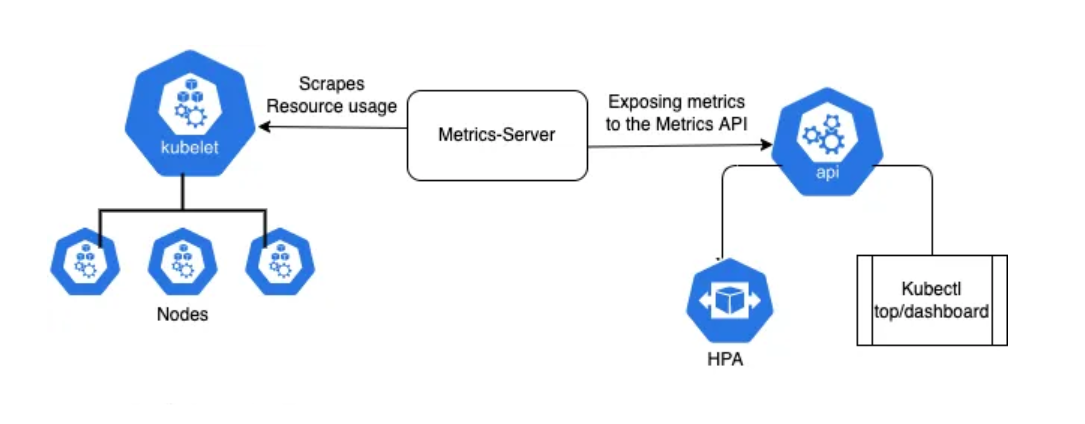 Scrapes
Resource usage
kubelet
Metrics-Server
Exposing metrics
to the Metrics API
api
Nodes
HPA
Kubectl
top/dashboard